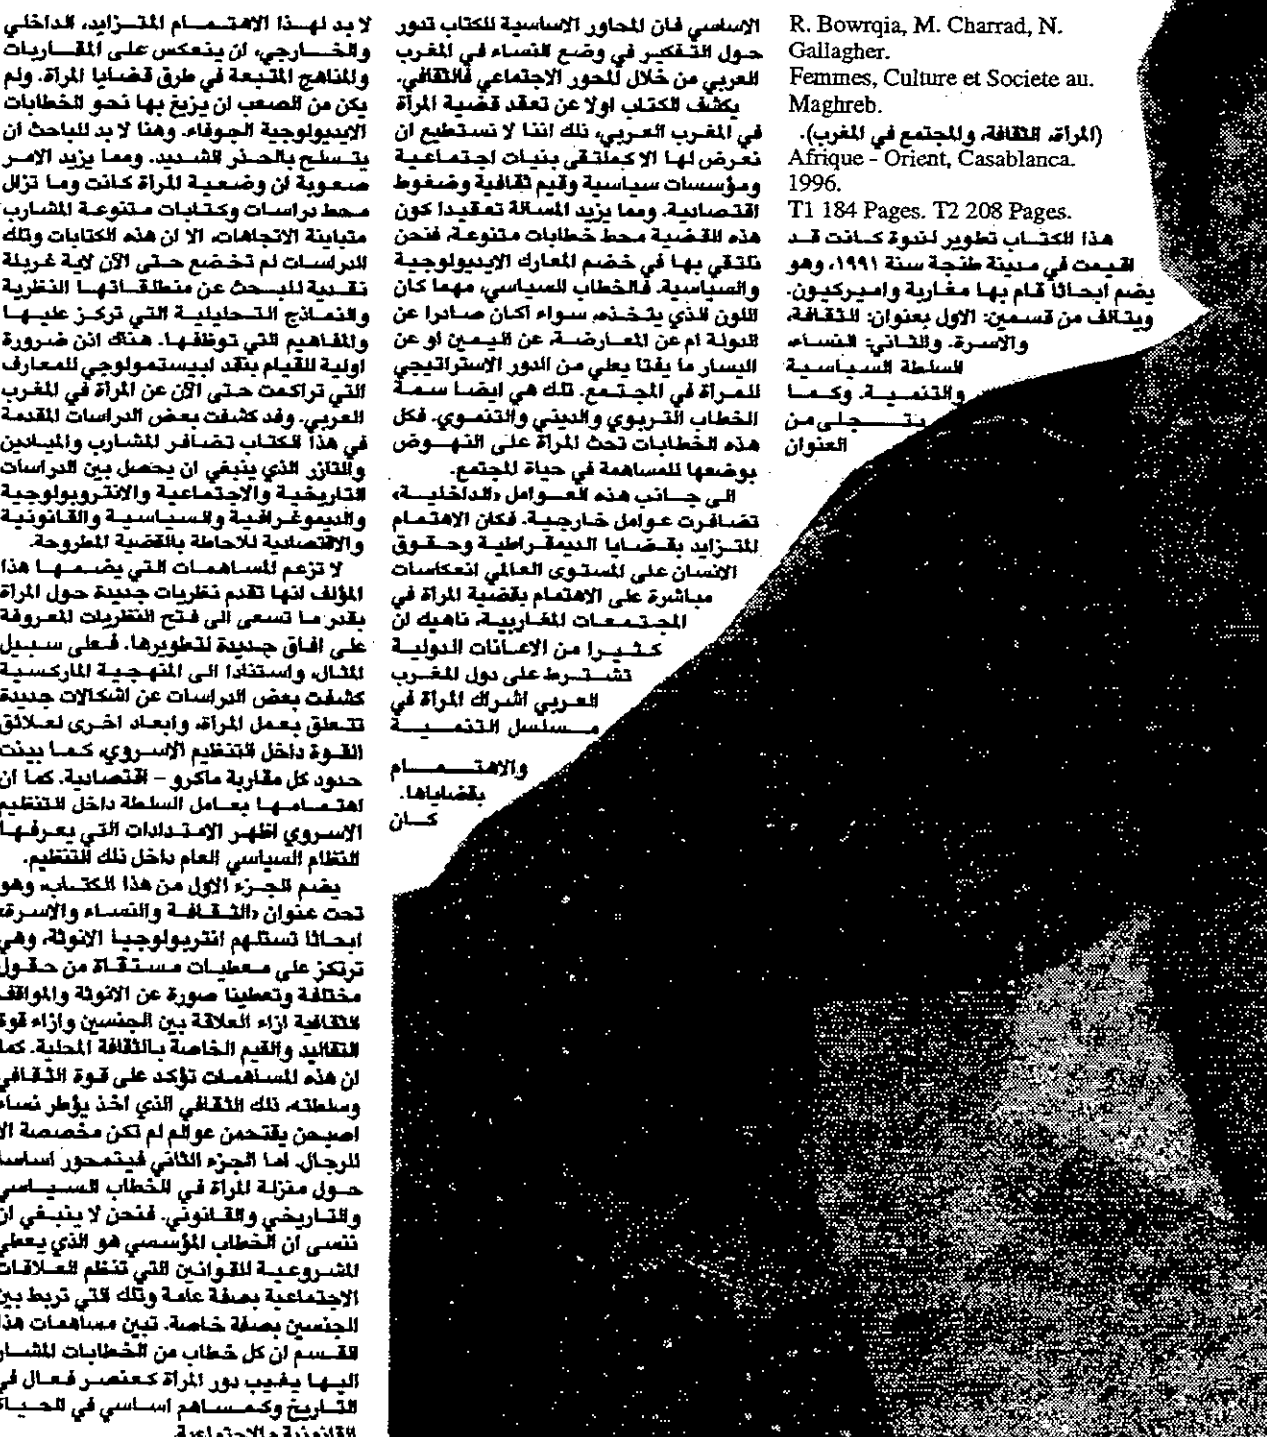 R. Bowrqia, M. Charrad, N.
Gallagher.
Femmes, Culture et Societe au.
Maghreb.
(المراة، الثقافة، والمجتمع في المغرب).
Afrique - Orient, Casablanca.
1996.
T1 184 Pages. T2 208 Pages.
هذا الكتاب تطوير لندوة كانت قد
اقيمت في مدينة طنجة سنة ١٩٩١، وهو
يضم ابحاثا قام بها مغاربة واميركيون.
ويتالف من قسمين: الاول بعنوان: الثقافة،
والاسرة. والثاني: النساء،
السلطة السياسية
والتنمية. وكما
يتجلى من
العنوان
الاساسي فان المحاور الاساسية للكتاب تدور
حول التفكير في وضع النساء في المغرب
العربي من خلال المحور الاجتماعي فالثقافي.
يكشف الكتاب اولا عن تعقد قضية المراة
في المغرب العربي، ذلك اننا لا نستطيع ان
نعرض لها الا كملتقى بنيات اجتماعية
ومؤسسات سياسية وقيم ثقافية وضغوط
اقتصادية. ومما يزيد المسالة تعقيدا كون
هذه القضية محط خطابات متنوعة، فنحن
نلتقي بها في خضم المعارك الايديولوجية
والسياسية. فالخطاب السياسي، مهما كان
اللون الذي يتخذه، سواء اكان صادرا عن
الدولة ام عن المعارضة، عن اليمين او عن
اليسار ما يفتا يعلي من الدور الاستراتيجي
للمراة في المجتمع. تلك هي ايضا سمة
الخطاب التربوي والديني والتنموي. فكل
هذه الخطابات تحث المراة على النهوض
بوضعها للمساهمة في حياة المجتمع.
الى جانب هذه العوامل «الداخلية»
تضافرت عوامل خارجية. فكان الاهتمام
المتزايد بقضايا الديمقراطية وحقوق
الانسان على المستوى العالمي انعكاسات
مباشرة على الاهتمام بقضية المراة في
المجتمعات المغاربية، ناهيك ان
كثيرا من الاعانات الدولية
تشترط على دول المغرب
العربي اشراك المراة في
مسلسل التنمية
والاهتمام
بقضاياها.
كان
لا بد لهذا الاهتمام المتزايد، الداخلي
والخارجي، ان ينعكس على المقاربات
والمناهج المتبعة في طرق قضايا المراة. ولم
يكن من الصعب ان يزيغ بها نحو الخطابات
الايديولوجية الجوفاء. وهنا لا بد للباحث ان
يتسلح بالحذر الشديد. ومما يزيد الامر
صعوبة ان وضعية المراة كانت وما تزال
محط دراسات وكتابات متنوعة المشارب
متباينة الاتجاهات، الا ان هذه الكتابات وتلك
الدراسات لم تخضع حتى الآن لاية غربلة
نقدية للبحث عن منطلقاتها النظرية
والنماذج التحليلية التي تركز عليها
والمفاهيم التي توظفها. هناك اذن ضرورة
اولية للقيام بنقد ابيستمولوجي للمعارف
التي تراكمت حتى الآن عن المراة في المغرب
العربي. وقد كشفت بعض الدراسات المقدمة
في هذا الكتاب تضافر المشارب والميادين
والتازر الذي ينبغي ان يحصل بين الدراسات
التاريخية والاجتماعية والانتروبولوجية
والديموغرافية والسياسية والقانونية
والاقتصادية للاحاطة بالقضية المطروحة.
لا تزعم المساهمات التي يضمها هذا
المؤلف انها تقدم نظريات جديدة حول المراة
بقدر ما تسعى الى فتح النظريات المعروفة
على افاق جديدة لتطويرها. فعلى سبيل
المثال، واستنادا الى المنهجية الماركسية
كشفت بعض الدراسات عن اشكالات جديدة
تتعلق بعمل المراة، وابعاد اخرى لعلائق
القوة داخل التنظيم الاسروي، كما بينت
حدود كل مقاربة ماكرو - اقتصادية. كما ان
اهتمامها بعامل السلطة داخل التنظيم
الاسروي اظهر الامتدادات التي يعرفها
النظام السياسي العام داخل ذلك التنظيم.
يضم الجزء الاول من هذا الكتاب، وهو
تحت عنوان «الثقافة والنساء والاسرة»
ابحاثا تستلهم انتربولوجيا الانوثة، وهي
ترتكز على معطيات مستقاة من حقول
مختلفة وتعطينا صورة عن الانوثة والمواقف
الثقافية ازاء العلاقة بين الجنسين وازاء قوة
التقاليد والقيم الخاصة بالثقافة المحلية. كما
ان هذه المساهمات تؤكد على قوة الثقافي
وسلطته، ذلك الثقافي الذي اخذ يؤطر نساء
اصبحن يقتحمن عوالم لم تكن مخصصة الا
للرجال. اما الجزء الثاني فيتمحور اساسا
حول منزلة المراة في الخطاب السياسي
والتاريخي والقانوني. فنحن لا ينبغي ان
ننسى ان الخطاب المؤسسي هو الذي يعطي
المشروعية للقوانين التي تنظم العلاقات
الاجتماعية بصفة عامة وتلك التي تربط بين
الجنسين بصفة خاصة. تبين مساهمات هذا
القسم ان كل خطاب من الخطابات المشار
اليها يغيب دور المراة كعنصر فعال في
التاريخ وكمساهم اساسي في الحياة
القانونية والاجتماعية.